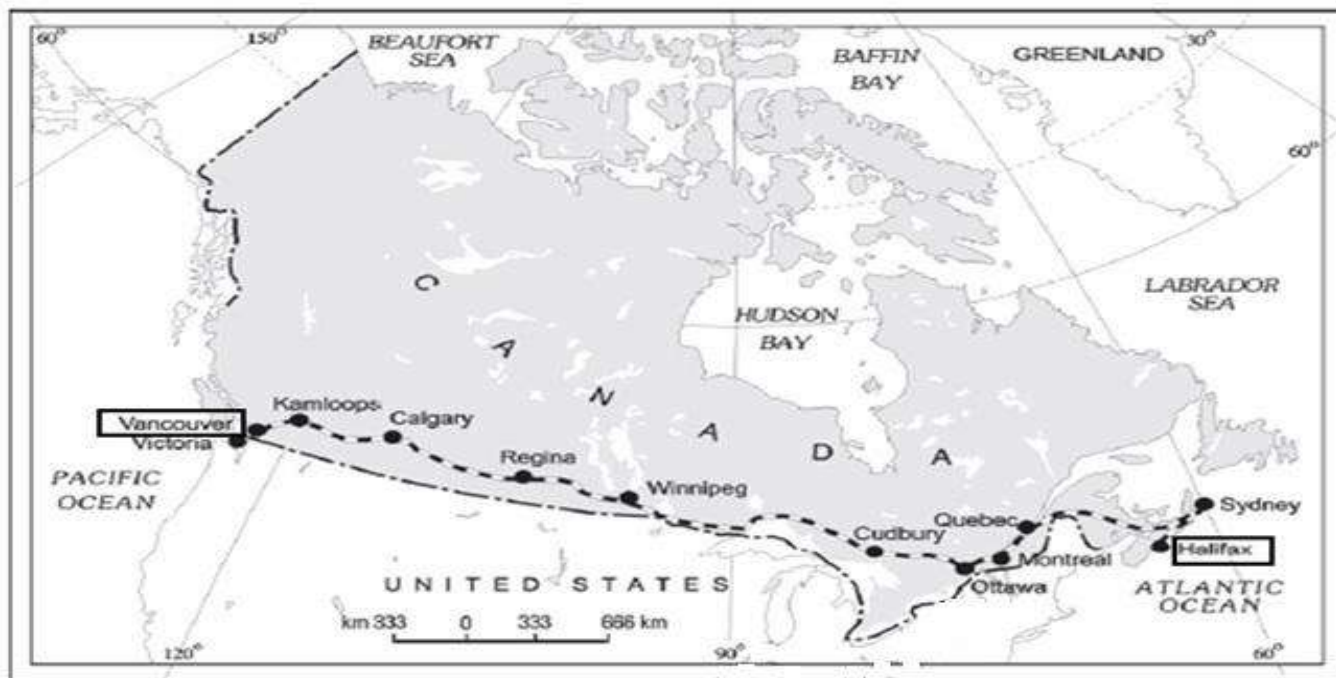 60°
150°
BEAUFORT
SEA
BAFFIN
BAY
GREENLAND
30°
60°
LABRADOR
SEA
HUDSON
BAY
C A N A D A
Vancouver
Victoria
Kamloops
Calgary
Regina
Winnipeg
PACIFIC
OCEAN
Cudbury
Quebec
Montreal
Ottawa
Sydney
Halifax
ATLANTIC
OCEAN
UNITED STATES
km 333 0 333 666 km
120°
90°
60°